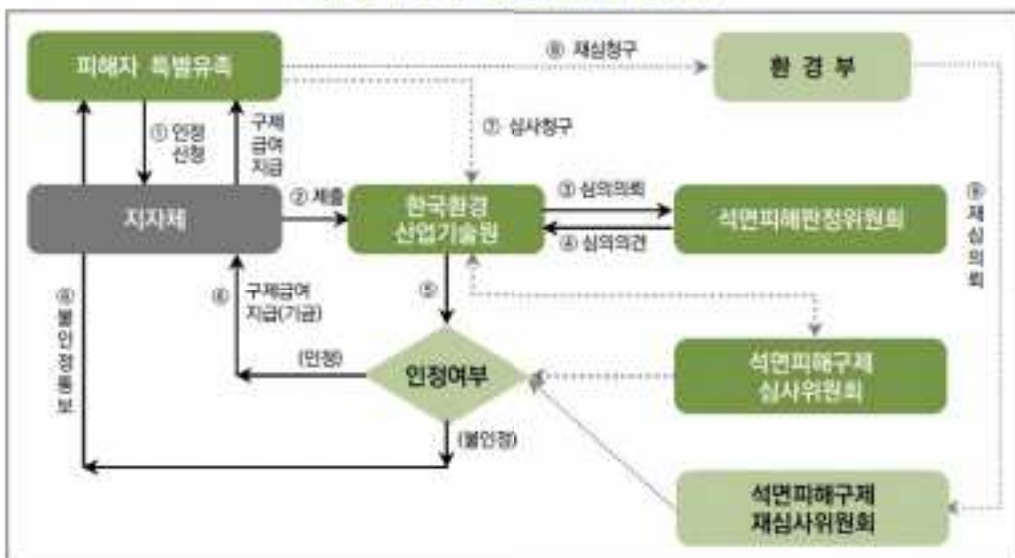 피해자 특별유족
⑧ 재심청구
환 경 부
① 인정
신청
구제
급여
지급
⑦ 심사청구
지자체
② 제출
한국환경
산업기술원
③ 심의의뢰
④ 심의의견
석면피해판정위원회
⑨ 재심의뢰
⑥ 불인정통보
⑥
구제급여
지급(기금)
⑤
(인정)
인정여부
(불인정)
석면피해구제
심사위원회
석면피해구제
재심사위원회